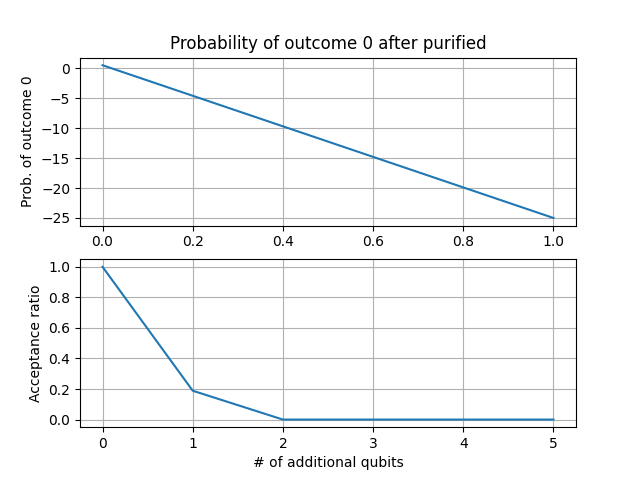 Probability of outcome 0 after purified
Prob. of outcome 0
0
−5
−10
−15
−20
−25
0.0 0.2 0.4 0.6 0.8 1.0
Acceptance ratio
1.0
0.8
0.6
0.4
0.2
0.0
0 1 2 3 4 5
# of additional qubits